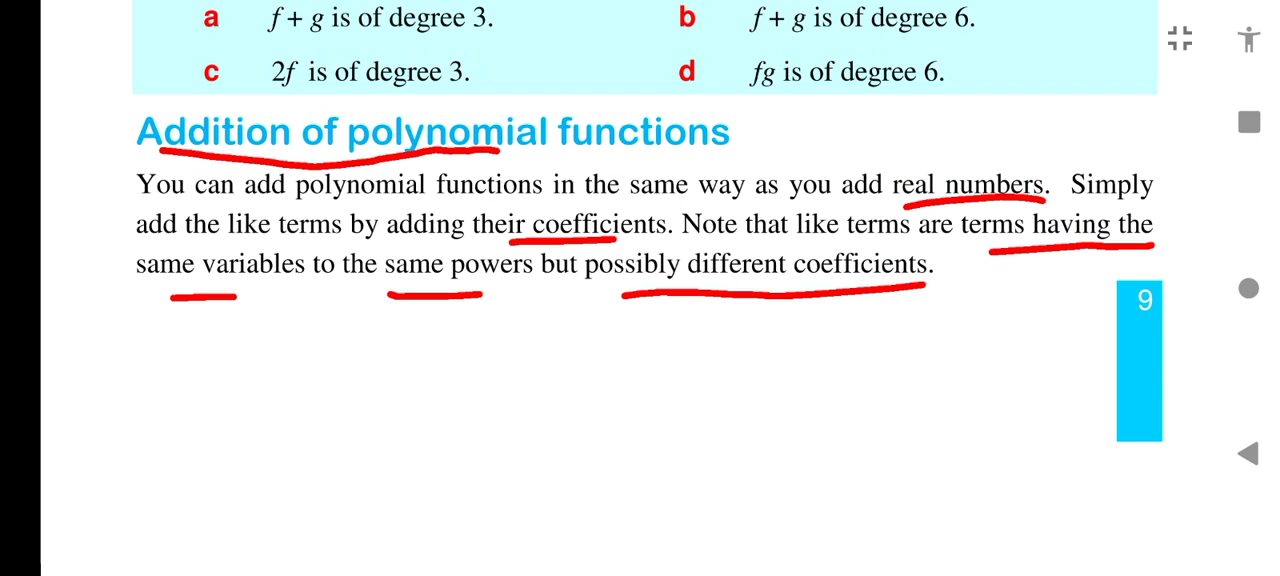 a f + g is of degree 3. b f + g is of degree 6.
c 2f is of degree 3. d fg is of degree 6.
Addition of polynomial functions
You can add polynomial functions in the same way as you add real numbers. Simply
add the like terms by adding their coefficients. Note that like terms are terms having the
same variables to the same powers but possibly different coefficients.
9